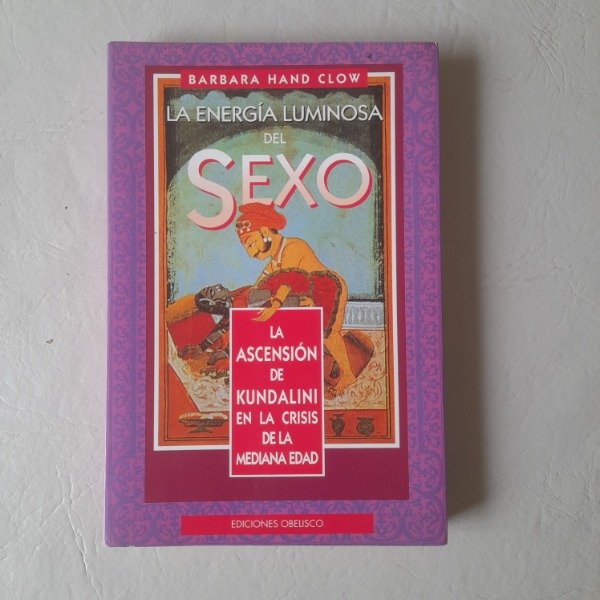 BARBARA HAND CLOW
LA ENERGÍA LUMINOSA
DEL
SEXO
LA
ASCENSIÓN
DE
KUNDALINI
EN LA CRISIS
DE LA
MEDIANA EDAD
EDICIONES OBELISCO